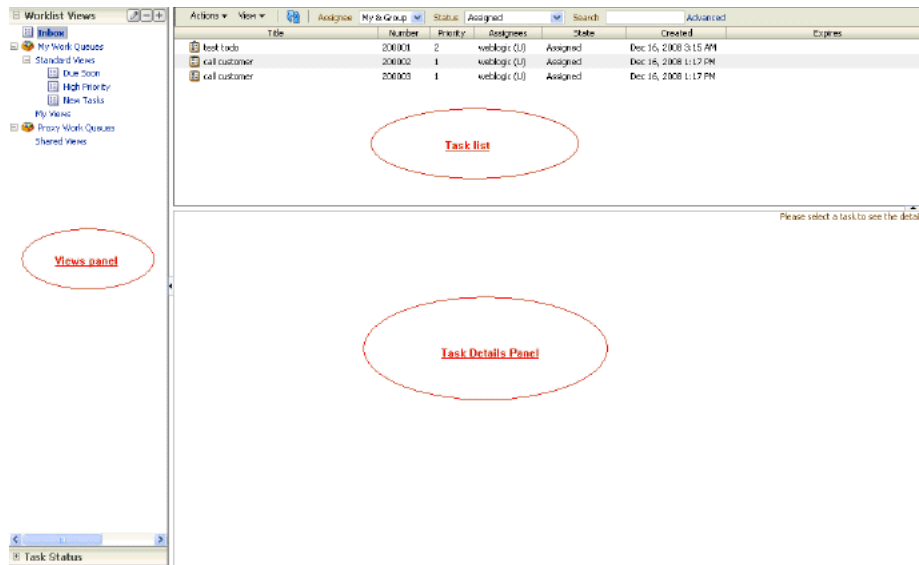 Worklist Views
Inbox
My Work Queues
Standard Views
Due Soon
High Priority
New Tasks
My Views
Proxy Work Queues
Shared Views
Views panel
Task Status
Actions View Assignee My & Group Status Assigned Search Advanced
Title Number Priority Assignees State Created Expires
test todo 200001 2 weblogic (U) Assigned Dec 16, 2008 3:15 AM
call customer 200002 1 weblogic (U) Assigned Dec 16, 2008 1:17 PM
call customer 200003 1 weblogic (U) Assigned Dec 16, 2008 1:17 PM
Task list
Please select a task to see the detai
Task Details Panel